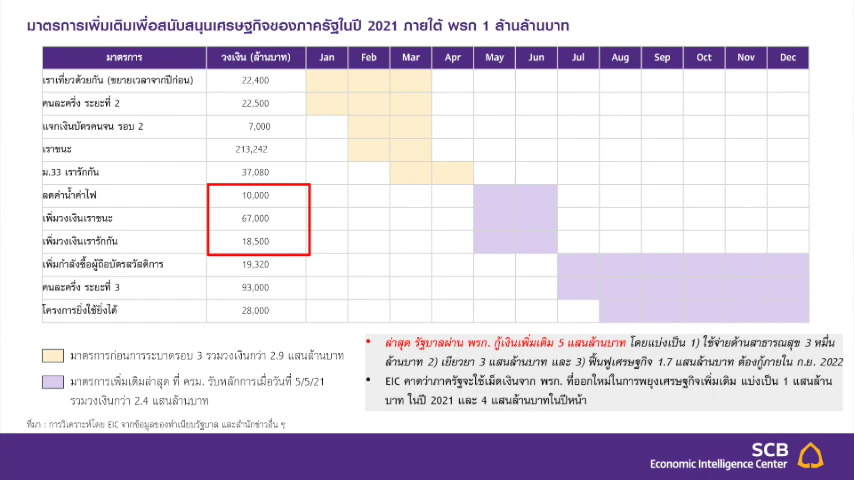 มาตรการเพิ่มเติมเพื่อสนับสนุนเศรษฐกิจของภาครัฐในปี 2021 ภายใต้ พรก 1 ล้านล้านบาท
มาตรการ วงเงิน (ล้านบาท) Jan Feb Mar Apr May Jun Jul Aug Sep Oct Nov Dec
เราเที่ยวด้วยกัน (ขยายเวลาจากปีก่อน) 22,400
คนละครึ่ง ระยะที่ 2 22,500
แจกเงินบัตรคนจน รอบ 2 7,000
เราชนะ 213,242
ม.33 เรารักกัน 37,080
ลดค่าน้ำค่าไฟ 10,000
เพิ่มวงเงินเราชนะ 67,000
เพิ่มวงเงินเรารักกัน 18,500
เพิ่มกำลังซื้อผู้ถือบัตรสวัสดิการ 19,320
คนละครึ่ง ระยะที่ 3 93,000
โครงการยิ่งใช้ยิ่งได้ 28,000
มาตรการก่อนการระบาดรอบ 3 รวมวงเงินกว่า 2.9 แสนล้านบาท
มาตรการเพิ่มเติมล่าสุด ที่ ครม. รับหลักการเมื่อวันที่ 5/5/21
รวมวงเงินกว่า 2.4 แสนล้านบาท
• ล่าสุด รัฐบาลผ่าน พรก. กู้เงินเพิ่มเติม 5 แสนล้านบาท โดยแบ่งเป็น 1) ใช้จ่ายด้านสาธารณสุข 3 หมื่น
ล้านบาท 2) เยียวยา 3 แสนล้านบาท และ 3) ฟื้นฟูเศรษฐกิจ 1.7 แสนล้านบาท ต้องกู้ภายใน ก.ย. 2022
• EIC คาดว่าภาครัฐจะใช้เม็ดเงินจาก พรก. ที่ออกใหม่ในการพยุงเศรษฐกิจเพิ่มเติม แบ่งเป็น 1 แสนล้าน
บาท ในปี 2021 และ 4 แสนล้านบาทในปีหน้า
ที่มา : การวิเคราะห์โดย EIC จากข้อมูลของทำเนียบรัฐบาล และสำนักข่าวอื่น ๆ
SCB
Economic Intelligence Center